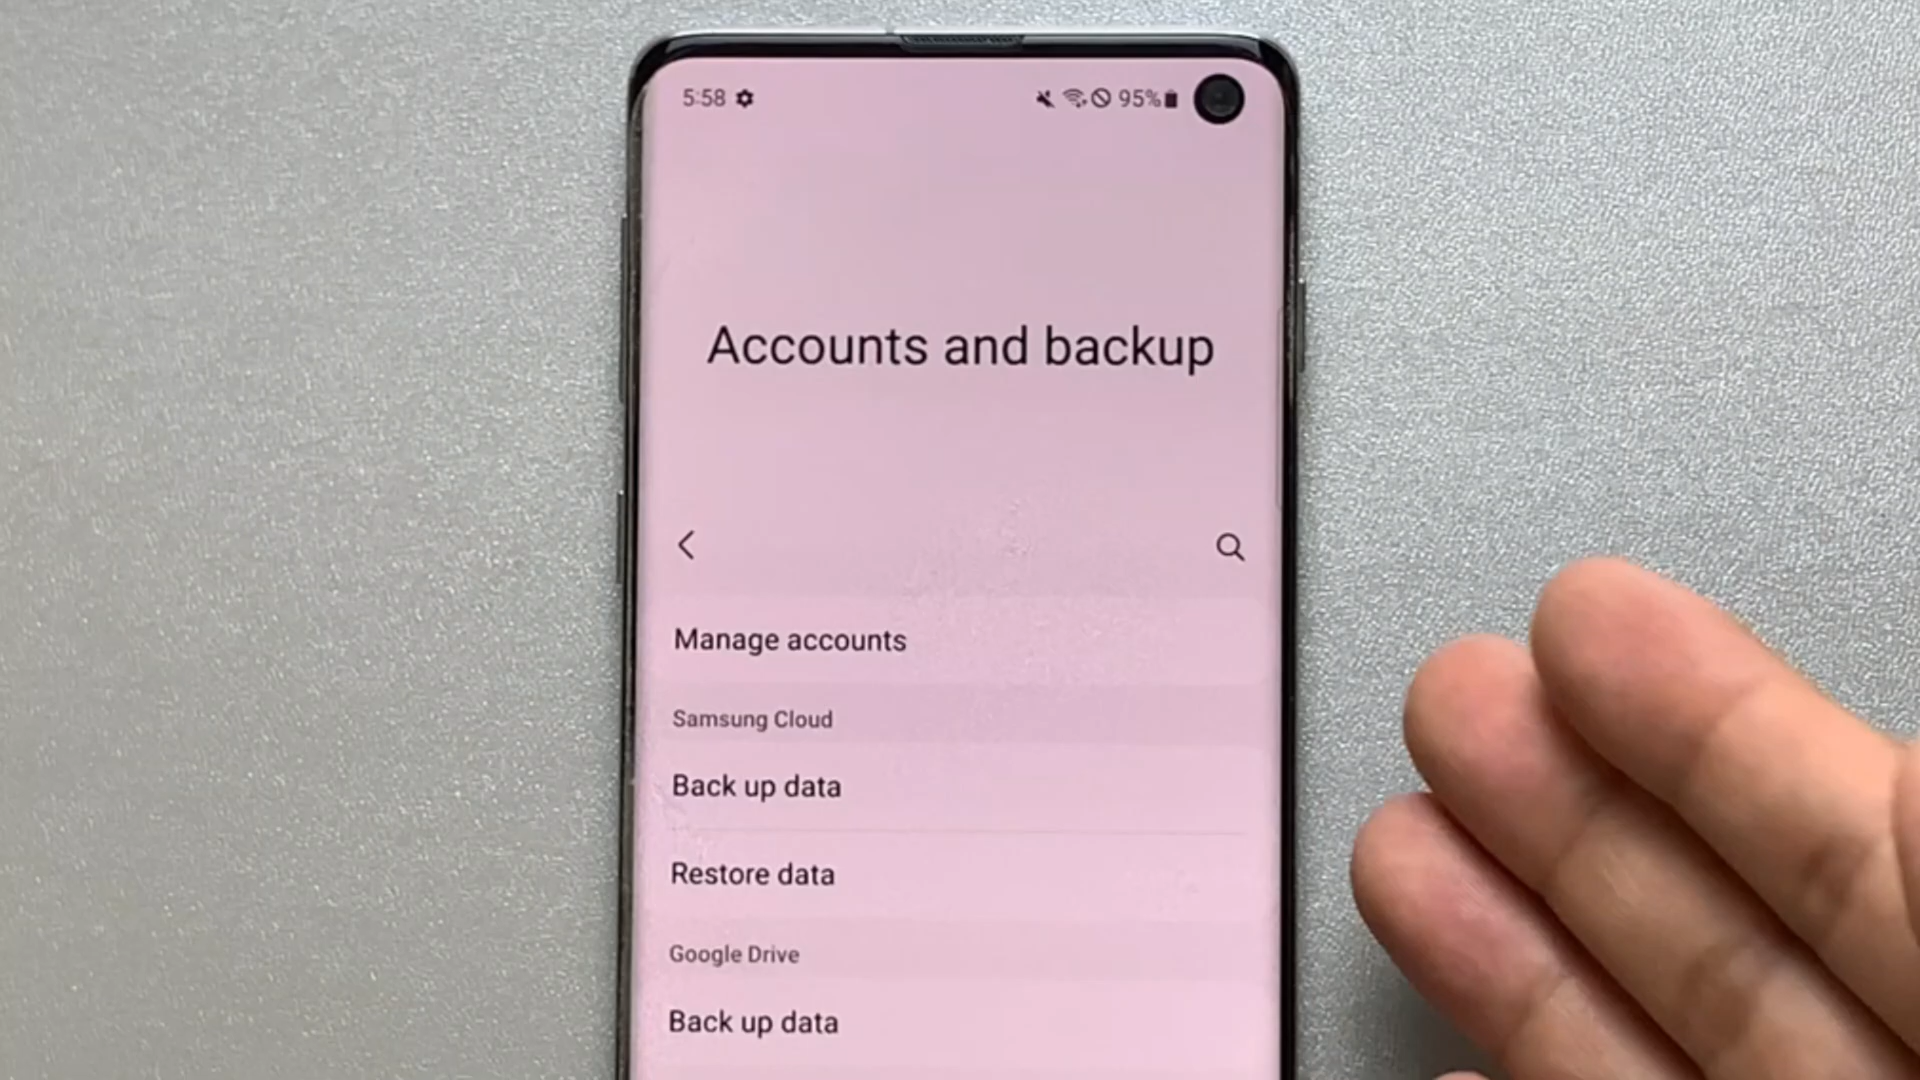 5:58 95%
Accounts and backup
Manage accounts
Samsung Cloud
Back up data
Restore data
Google Drive
Back up data